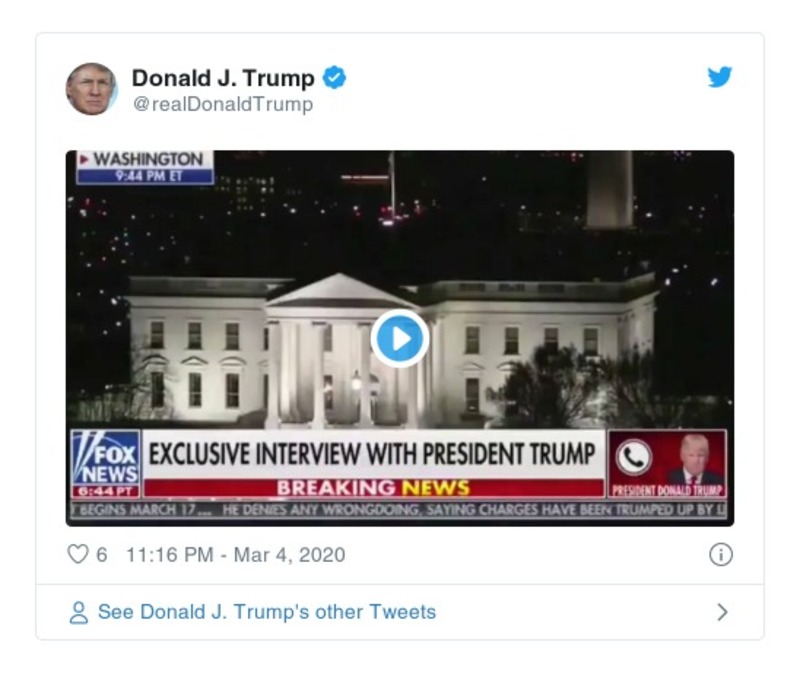 Donald J. Trump
@realDonaldTrump
WASHINGTON
9:44 PM ET
EXCLUSIVE INTERVIEW WITH PRESIDENT TRUMP
FOX
NEWS
BREAKING NEWS
6:44 PT
PRESIDENT DONALD TRUMP
BEGINS MARCH 17.... HE DENIES ANY WRONGDOING, SAYING CHARGES HAVE BEEN TRUMPED UP BY
6 11:16 PM - Mar 4, 2020
See Donald J. Trump's other Tweets